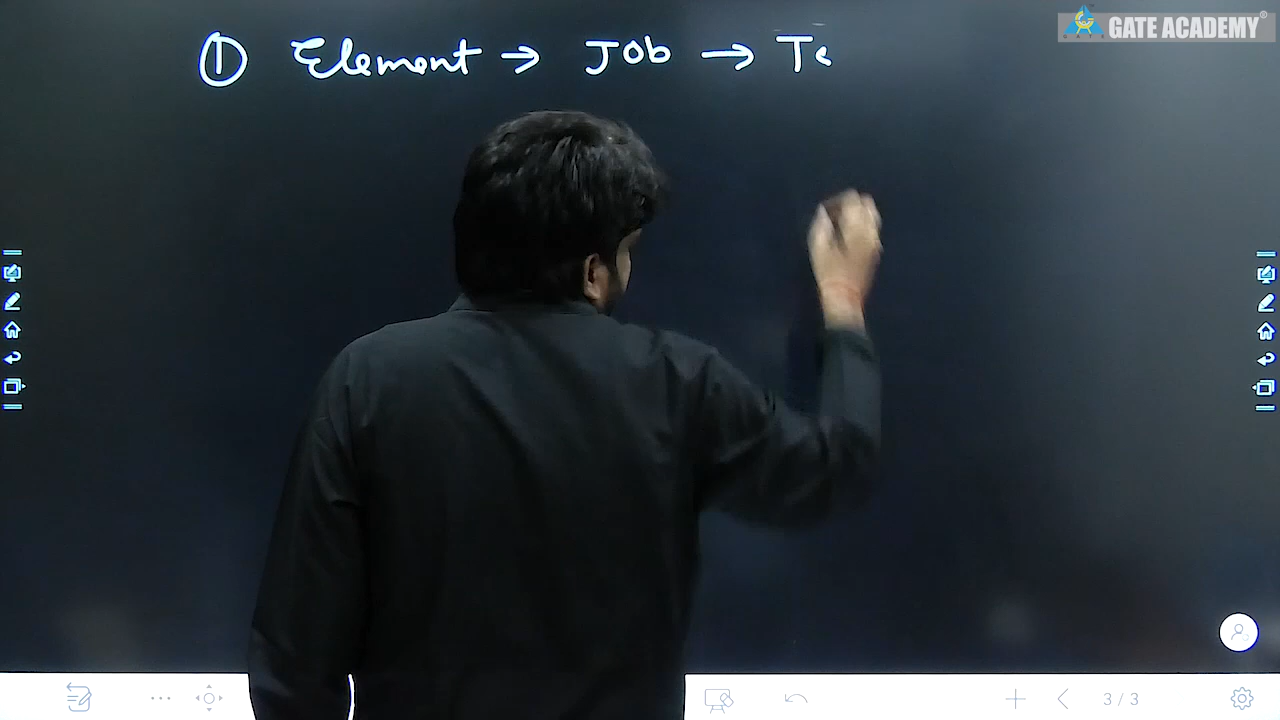 GATE ACADEMY®
① Element → Job → Te
3/3